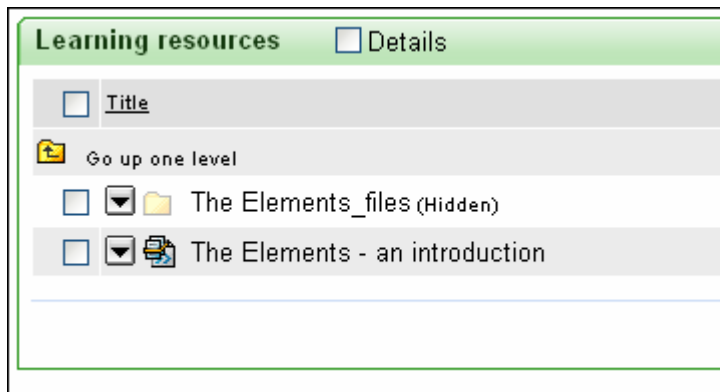 Learning resources Details
Title
Go up one level
The Elements_files (Hidden)
The Elements - an introduction